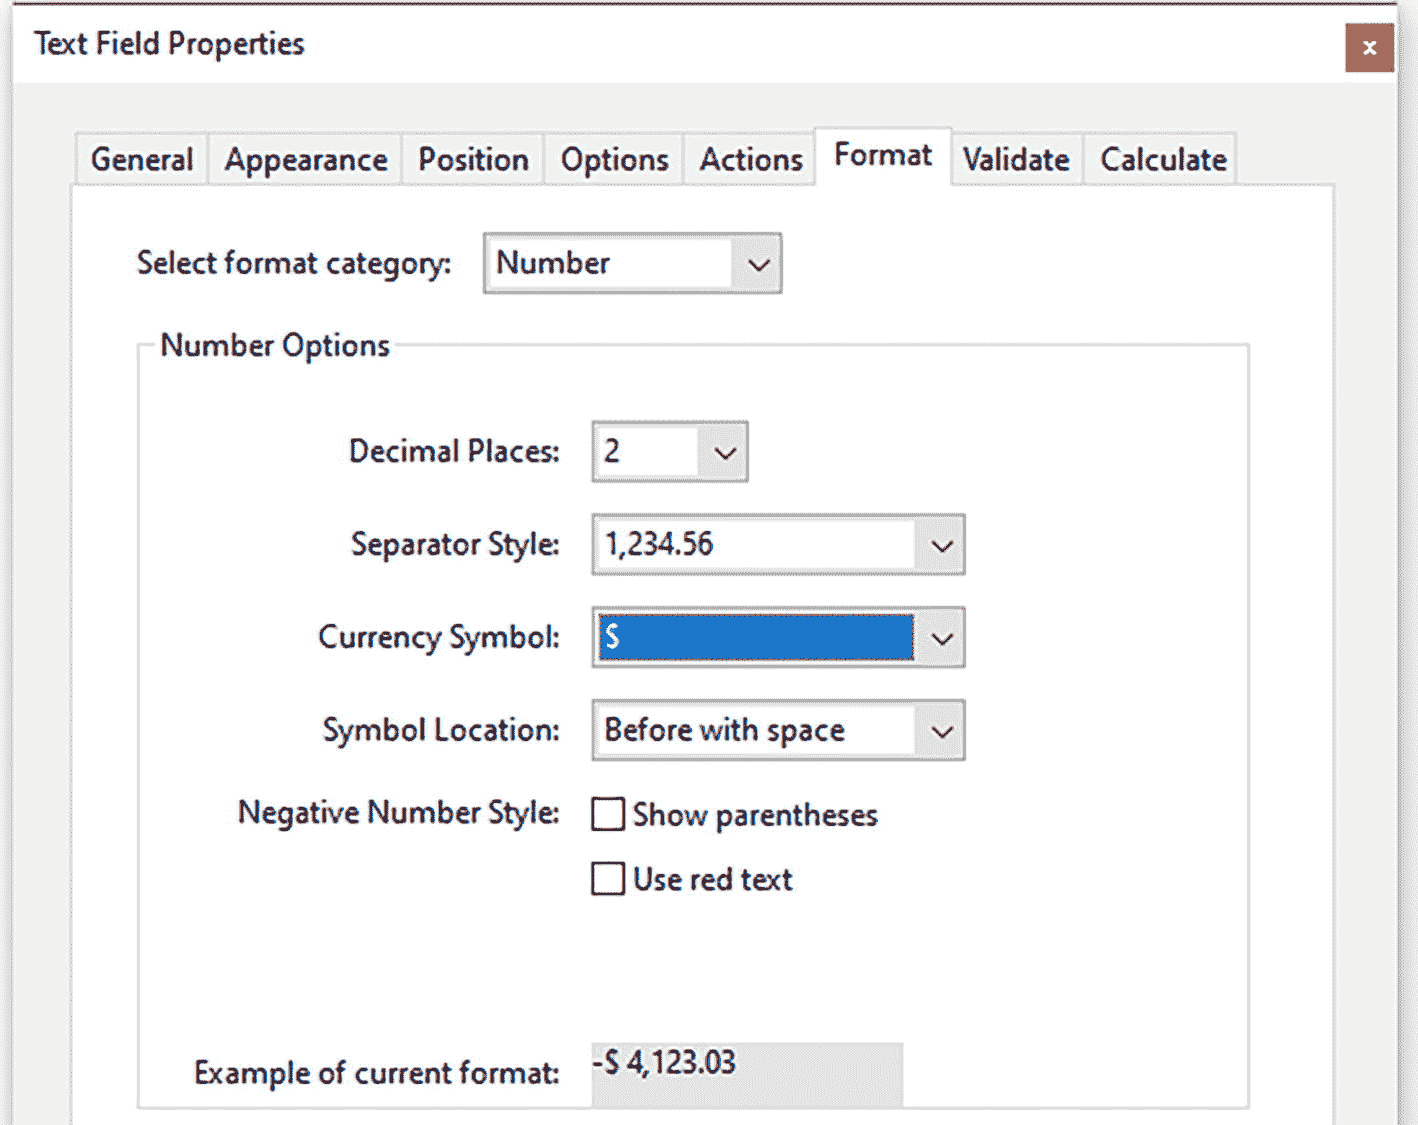 Text Field Properties
x
General Appearance Position Options Actions Format Validate Calculate
Select format category: Number
Number Options
Decimal Places: 2
Separator Style: 1,234.56
Currency Symbol: $
Symbol Location: Before with space
Negative Number Style: Show parentheses
Use red text
Example of current format: -$ 4,123.03